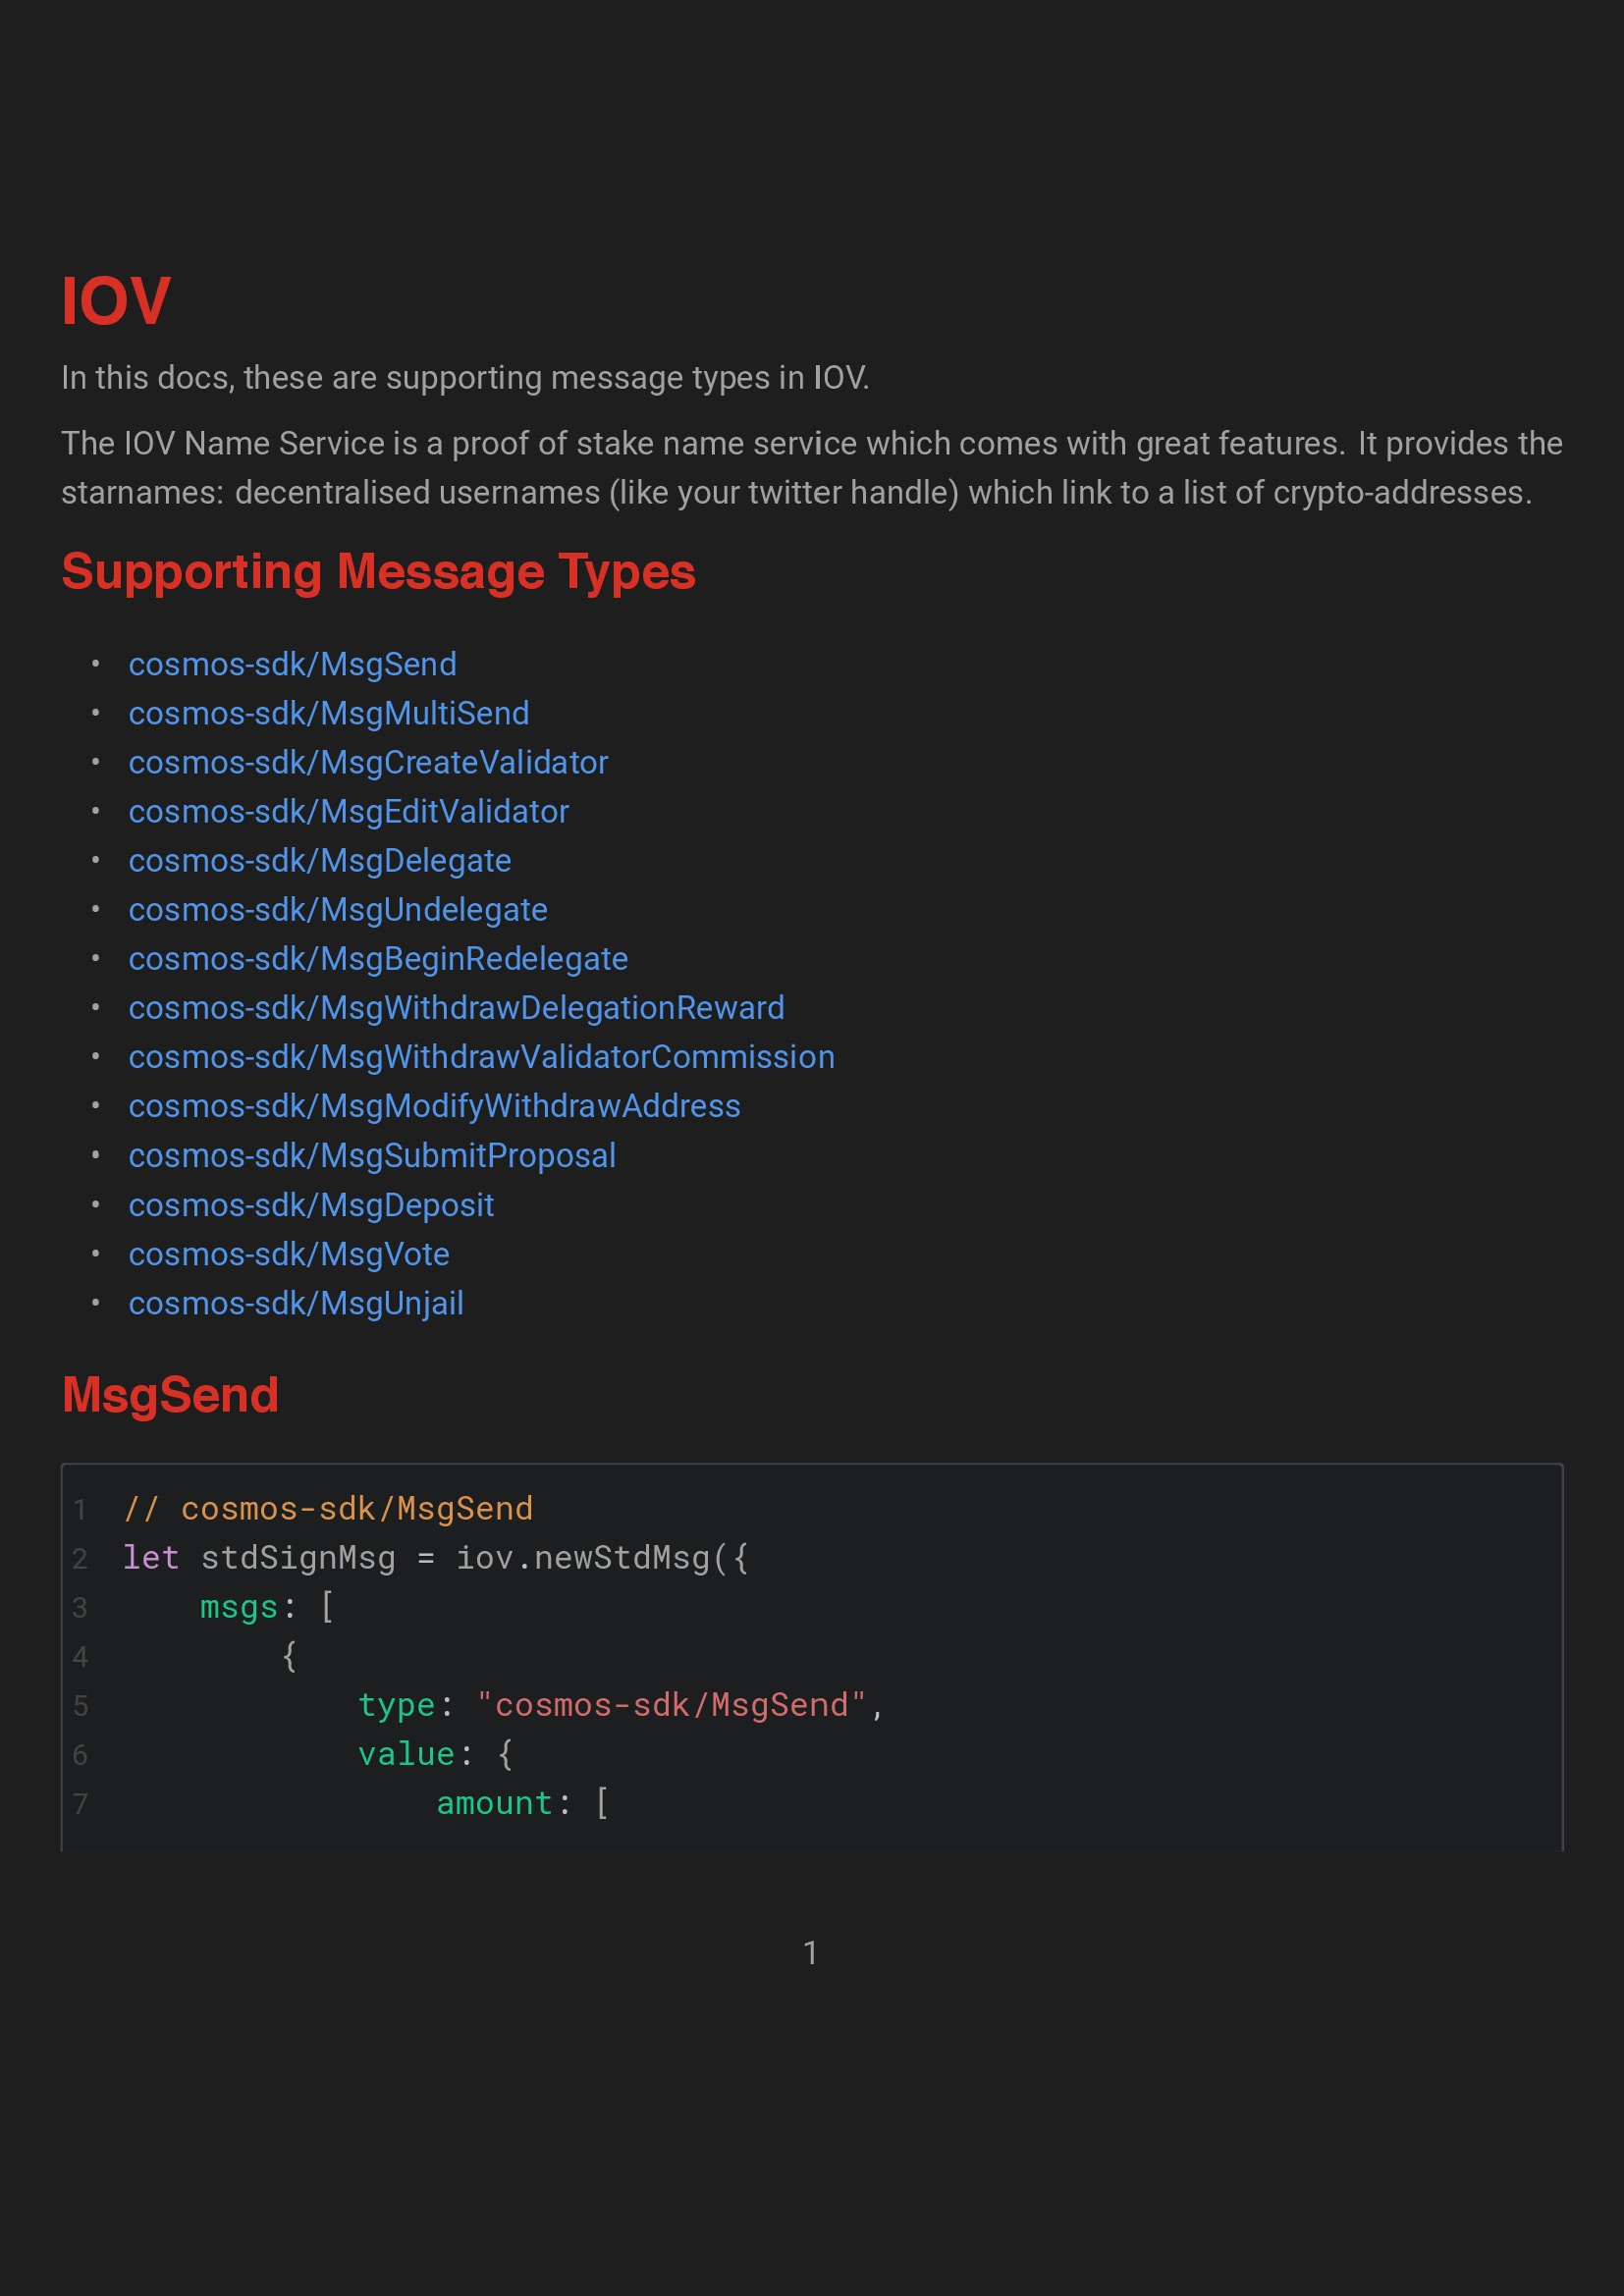 IOV
In this docs, these are supporting message types in IOV.
The IOV Name Service is a proof of stake name service which comes with great features. It provides the
starnames: decentralised usernames (like your twitter handle) which link to a list of crypto-addresses.
Supporting Message Types
• cosmos-sdk/MsgSend
• cosmos-sdk/MsgMultiSend
• cosmos-sdk/MsgCreateValidator
• cosmos-sdk/MsgEditValidator
• cosmos-sdk/MsgDelegate
• cosmos-sdk/MsgUndelegate
• cosmos-sdk/MsgBeginRedelegate
• cosmos-sdk/MsgWithdrawDelegationReward
• cosmos-sdk/MsgWithdrawValidatorCommission
• cosmos-sdk/MsgModifyWithdrawAddress
• cosmos-sdk/MsgSubmitProposal
• cosmos-sdk/MsgDeposit
• cosmos-sdk/MsgVote
• cosmos-sdk/MsgUnjail
MsgSend
1 // cosmos-sdk/MsgSend
2 let stdSignMsg = iov.newStdMsg({
3     msgs: [
4         {
5             type: "cosmos-sdk/MsgSend",
6             value: {
7                 amount: [
1